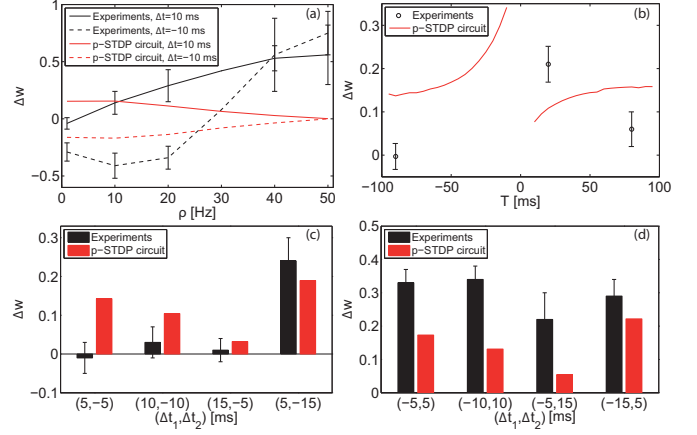 (a)
Experiments, Δt=10 ms
Experiments, Δt=−10 ms
p−STDP circuit, Δt=10 ms
p−STDP circuit, Δt=−10 ms
Δw
1
0.5
0
−0.5
0 10 20 30 40 50
ρ [Hz]
(b)
Experiments
p−STDP circuit
Δw
0.3
0.2
0.1
0
−100 −50 0 50 100
T [ms]
(c)
Experiments
p−STDP circuit
Δw
0.3
0.2
0.1
0
−0.1
(5,−5) (10,−10) (15,−5) (5,−15)
(Δt1,Δt2) [ms]
(d)
Experiments
p−STDP circuit
Δw
0.5
0.4
0.3
0.2
0.1
0
(−5,5) (−10,10) (−5,15) (−15,5)
(Δt1,Δt2) [ms]